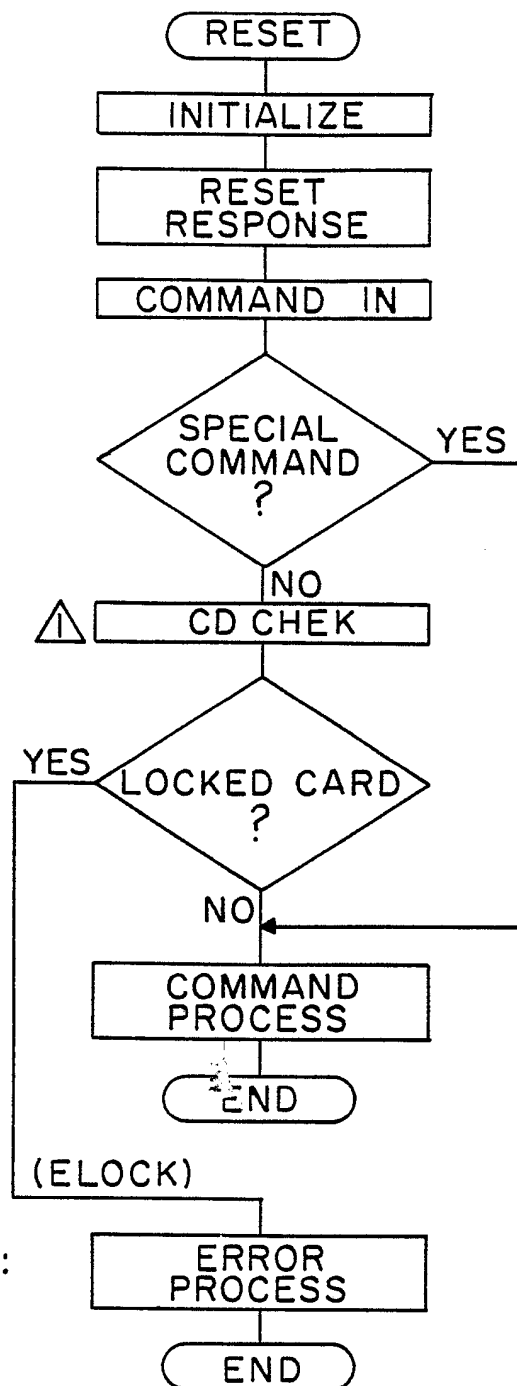 RESET
INITIALIZE
RESET
RESPONSE
COMMAND IN
SPECIAL
COMMAND
?
YES
NO
1
CD CHEK
YES
LOCKED CARD
?
NO
COMMAND
PROCESS
END
(ELOCK)
:
ERROR
PROCESS
END